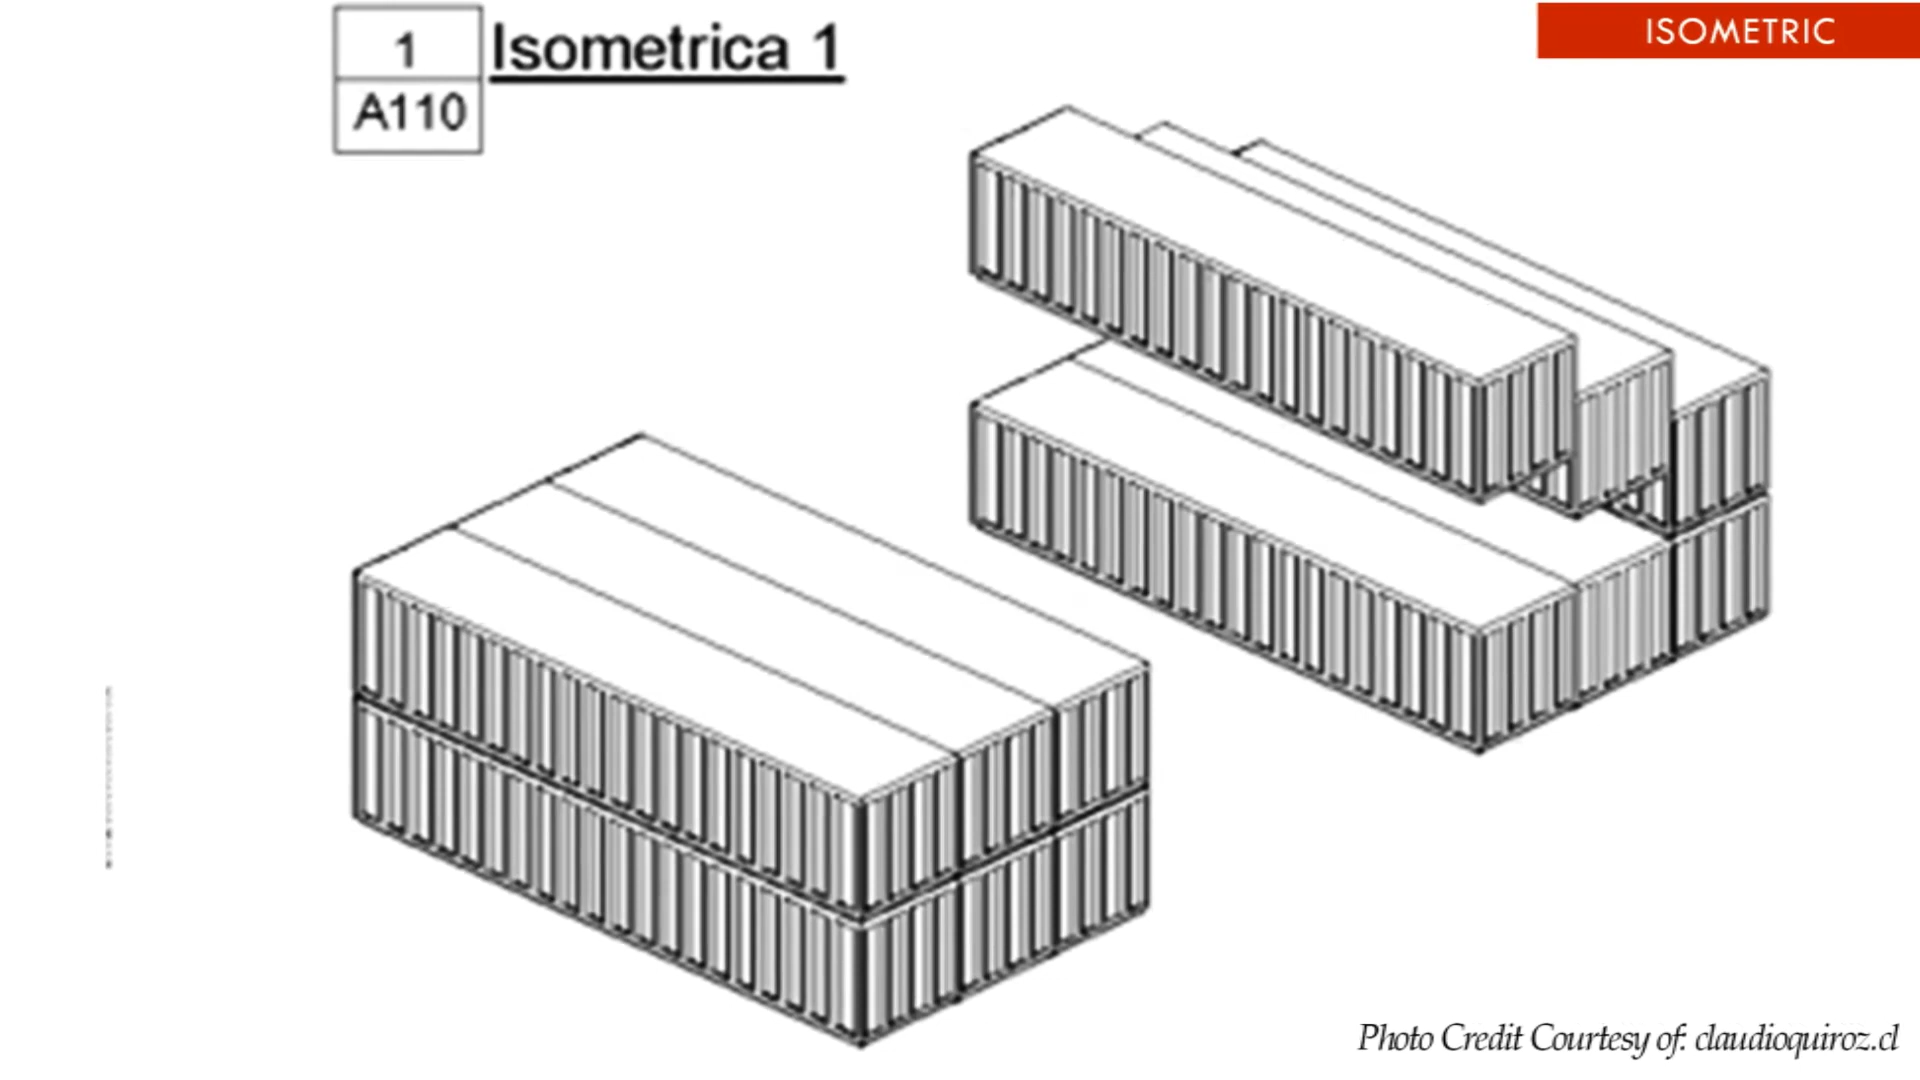 1
A110
Isometrica 1
ISOMETRIC
Photo Credit Courtesy of: claudioquiroz.cl